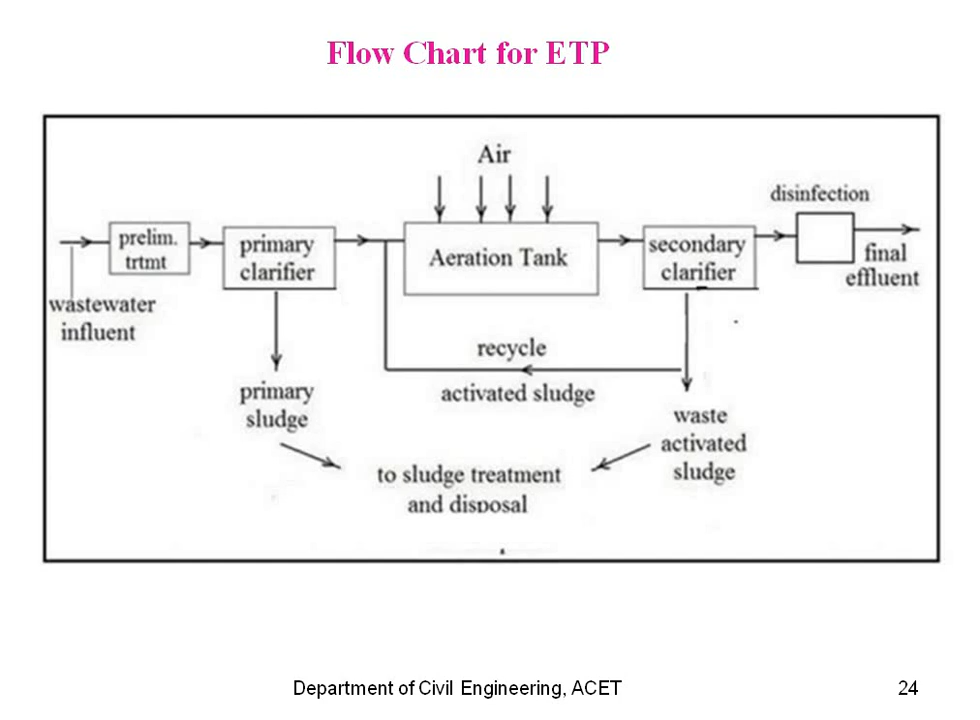 Flow Chart for ETP
Air
disinfection
prelim.
trtmt
primary
clarifier
Aeration Tank
secondary
clarifier
final
effluent
wastewater
influent
recycle
activated sludge
primary
sludge
waste
activated
sludge
to sludge treatment
and disposal
Department of Civil Engineering, ACET
24